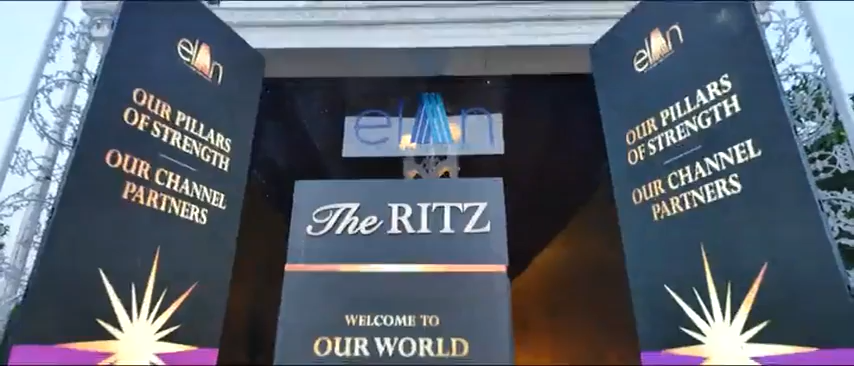 elan
OUR PILLARS
OF STRENGTH
OUR CHANNEL
PARTNERS
elan
The RITZ
WELCOME TO
OUR WORLD
elan
OUR PILLARS
OF STRENGTH
OUR CHANNEL
PARTNERS